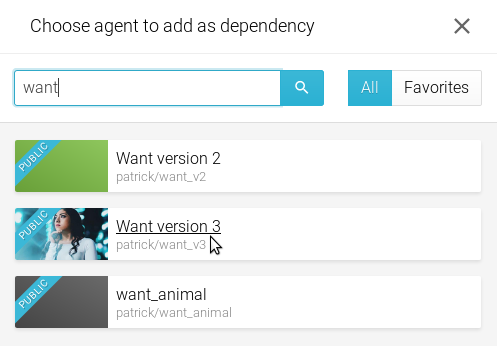 Choose agent to add as dependency
want
All
Favorites
PUBLIC
Want version 2
patrick/want_v2
PUBLIC
Want version 3
patrick/want_v3
PUBLIC
want_animal
patrick/want_animal